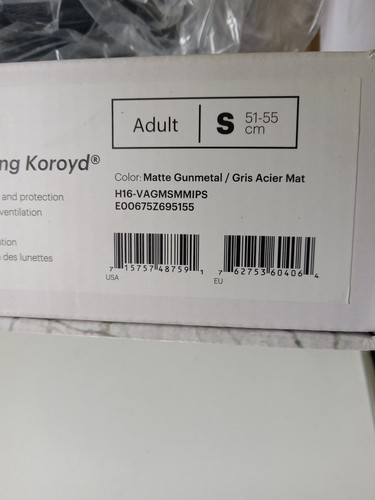 Adult S 51-55 cm
ng Koroyd®
Color: Matte Gunmetal / Gris Acier Mat
and protection
H16-VAGMSMMIPS
ventilation
E00675Z695155
tion
des lunettes
7 15757 48759 1
7 62753 60406 4
USA
EU